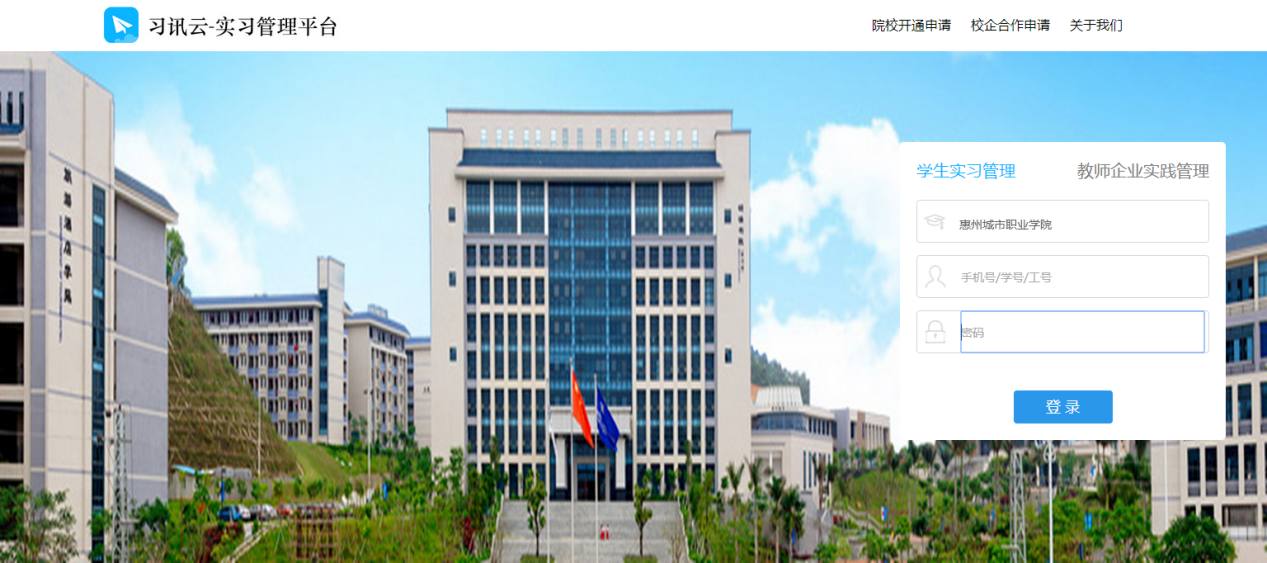 习讯云-实习管理平台
院校开通申请 校企合作申请 关于我们
学生实习管理 教师企业实践管理
惠州城市职业学院
手机号/学号/工号
密码
登 录